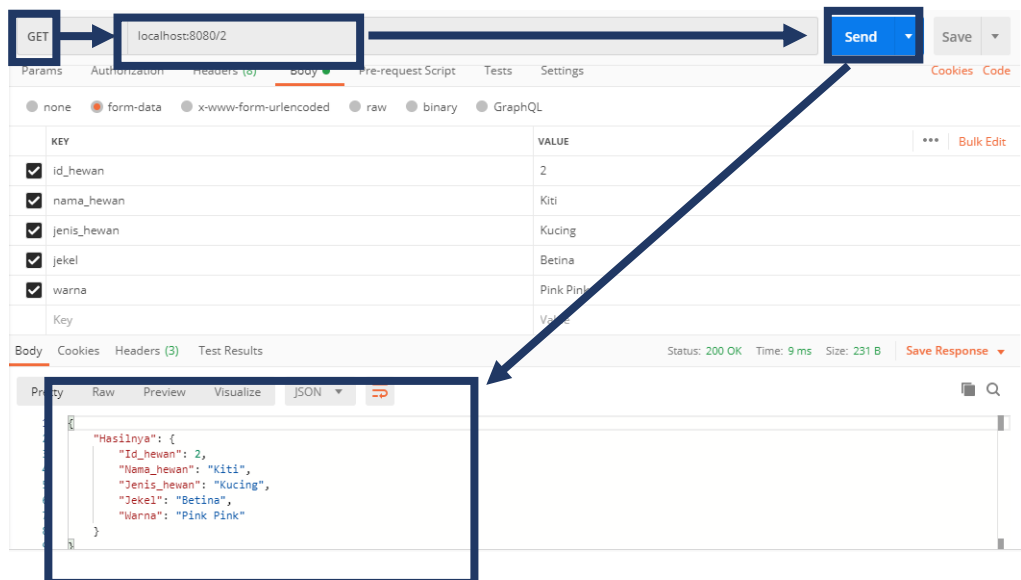 GET localhost:8080/2 Send Save
Params Authorization Headers (8) Body Pre-request Script Tests Settings Cookies Code
none form-data x-www-form-urlencoded raw binary GraphQL
KEY VALUE ••• Bulk Edit
id_hewan 2
nama_hewan Kiti
jenis_hewan Kucing
jekel Betina
warna Pink Pink
Key Value
Body Cookies Headers (3) Test Results Status: 200 OK Time: 9 ms Size: 231 B Save Response
Pretty Raw Preview Visualize JSON
{
"Hasilnya": {
"Id_hewan": 2,
"Nama_hewan": "Kiti",
"Jenis_hewan": "Kucing",
"Jekel": "Betina",
"Warna": "Pink Pink"
}
}